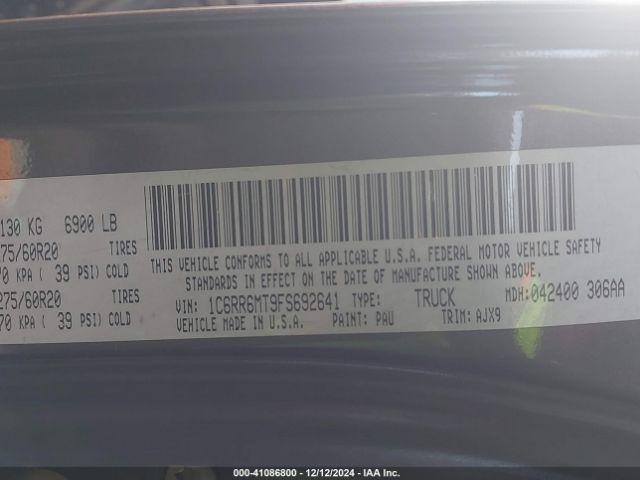 130 KG 6900 LB
75/60R20 TIRES
70 KPA ( 39 PSI) COLD
275/60R20 TIRES
70 KPA ( 39 PSI) COLD
THIS VEHICLE CONFORMS TO ALL APPLICABLE U.S.A. FEDERAL MOTOR VEHICLE SAFETY
STANDARDS IN EFFECT ON THE DATE OF MANUFACTURE SHOWN ABOVE.
VIN: 1C6RR6MT9FS692641 TYPE: TRUCK MDH:042400 306AA
VEHICLE MADE IN U.S.A. PAINT: PAU TRIM: AJX9
000-41086800 - 12/12/2024 - IAA Inc.